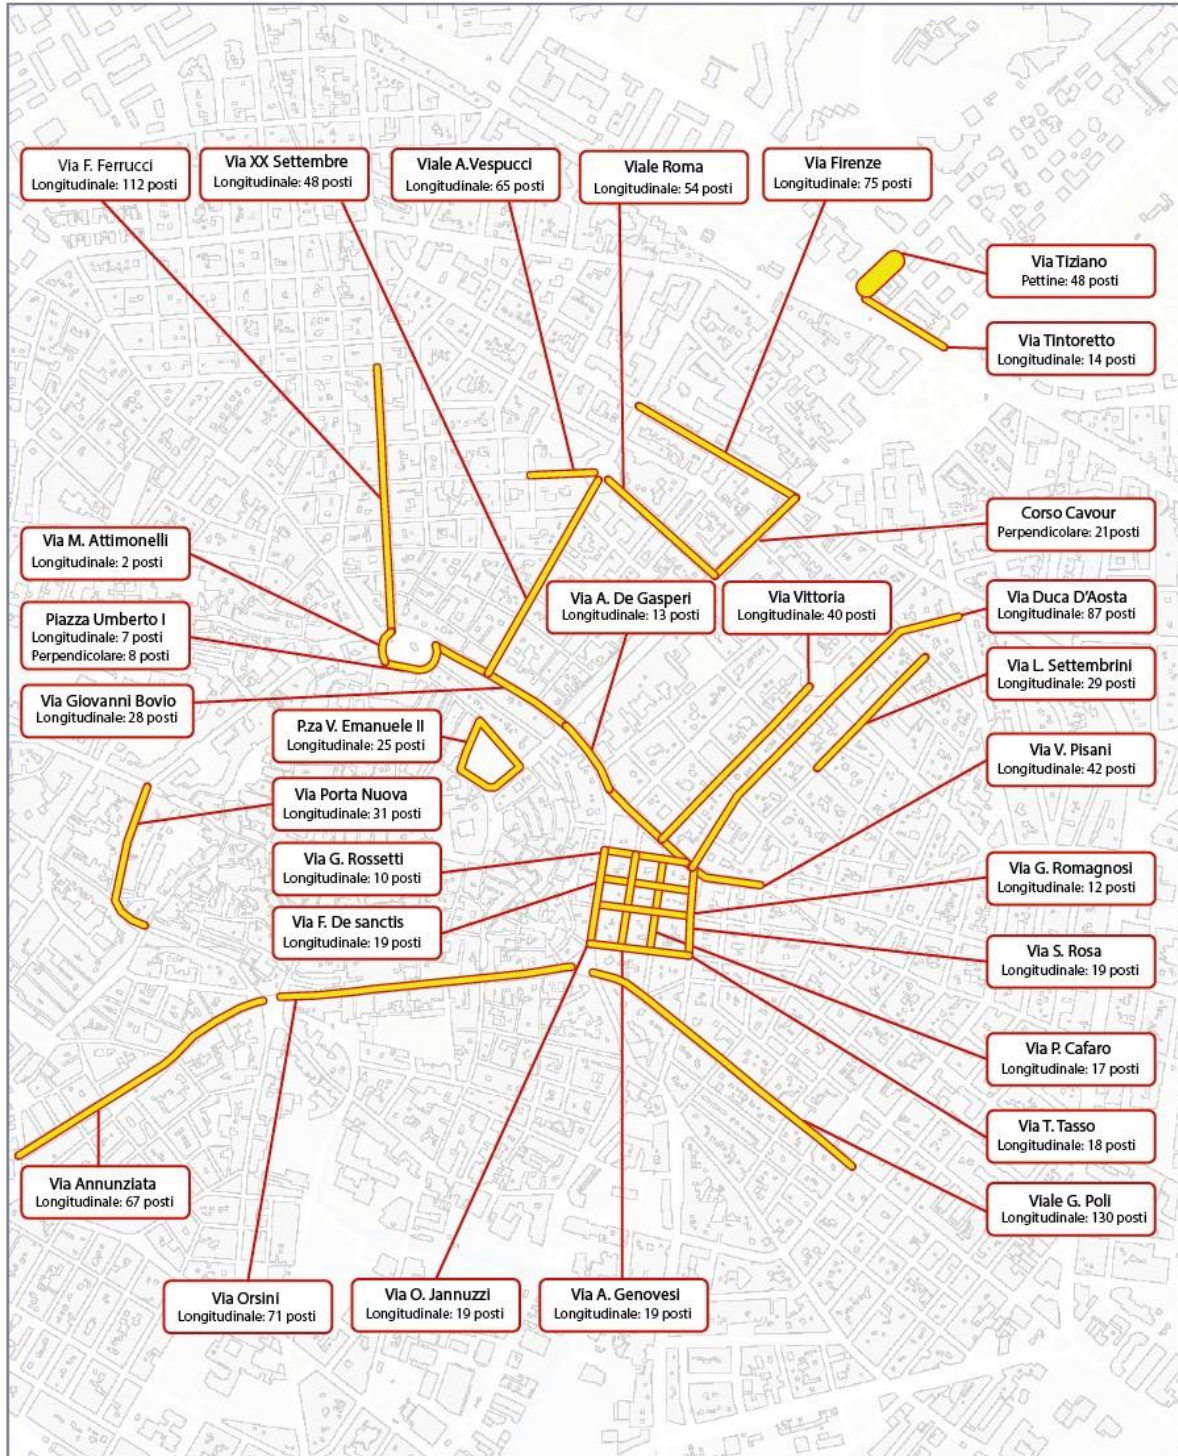 Via F. Ferrucci
Longitudinale: 112 posti
Via XX Settembre
Longitudinale: 48 posti
Viale A.Vespucci
Longitudinale: 65 posti
Viale Roma
Longitudinale: 54 posti
Via Firenze
Longitudinale: 75 posti
Via Tiziano
Pettine: 48 posti
Via Tintoretto
Longitudinale: 14 posti
Corso Cavour
Perpendicolare: 21posti
Via M. Attimonelli
Longitudinale: 2 posti
Via A. De Gasperi
Longitudinale: 13 posti
Via Vittoria
Longitudinale: 40 posti
Via Duca D'Aosta
Longitudinale: 87 posti
Piazza Umberto I
Longitudinale: 7 posti
Perpendicolare: 8 posti
Via L. Settembrini
Longitudinale: 29 posti
Via Giovanni Bovio
Longitudinale: 28 posti
P.za V. Emanuele II
Longitudinale: 25 posti
Via V. Pisani
Longitudinale: 42 posti
Via Porta Nuova
Longitudinale: 31 posti
Via G. Rossetti
Longitudinale: 10 posti
Via G. Romagnosi
Longitudinale: 12 posti
Via F. De sanctis
Longitudinale: 19 posti
Via S. Rosa
Longitudinale: 19 posti
Via P. Cafaro
Longitudinale: 17 posti
Via T. Tasso
Longitudinale: 18 posti
Via Annunziata
Longitudinale: 67 posti
Viale G. Poli
Longitudinale: 130 posti
Via Orsini
Longitudinale: 71 posti
Via O. Jannuzzi
Longitudinale: 19 posti
Via A. Genovesi
Longitudinale: 19 posti